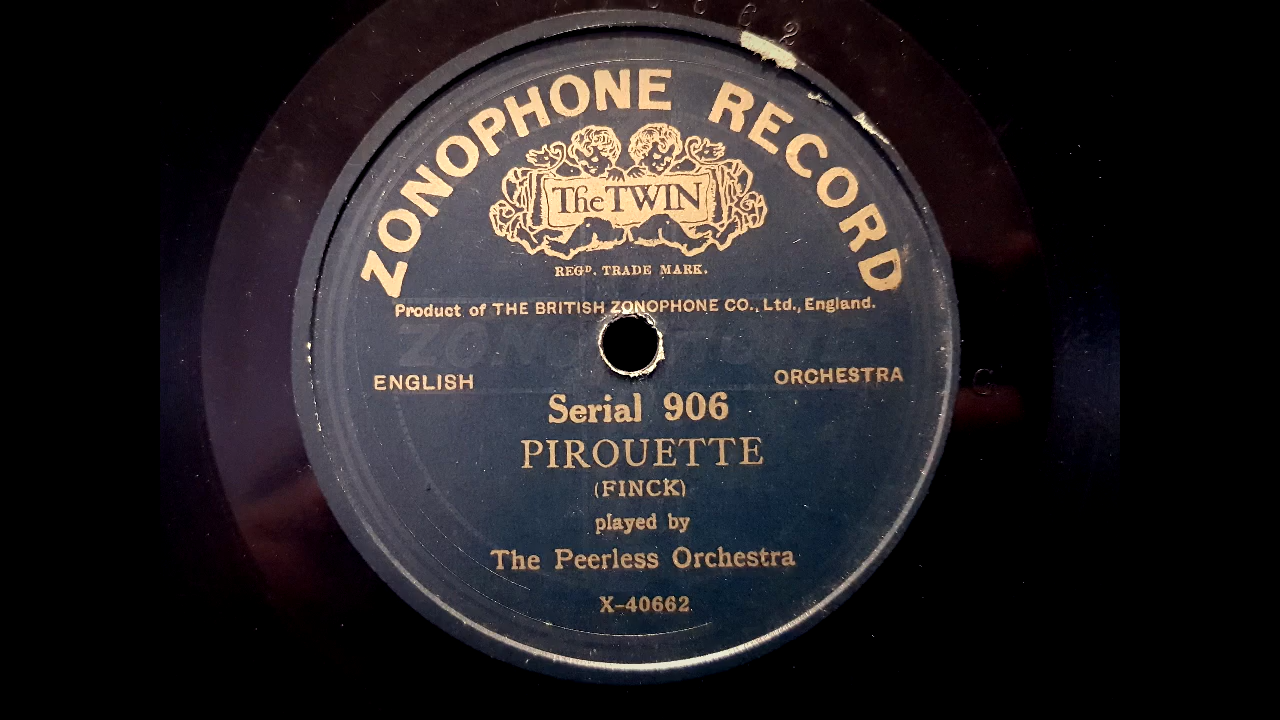 ZONOPHONE RECORD
The TWIN
REGD. TRADE MARK.
Product of THE BRITISH ZONOPHONE CO., Ltd., England.
ENGLISH ORCHESTRA
Serial 906
PIROUETTE
(FINCK)
played by
The Peerless Orchestra
X-40662